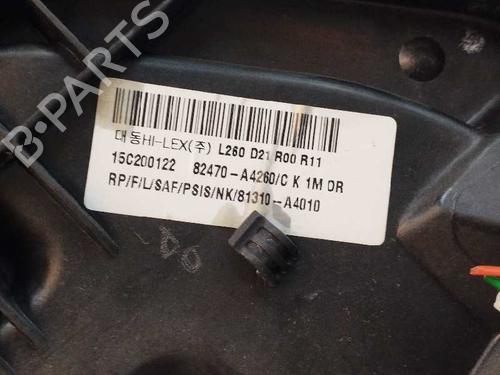 B-PARTS
대동HI-LEX(주) L260 D21 R00 R11
15C200122 82470-A4260/C K 1M 0R
RP/F/L/SAF/PSIS/NK/81310-A4010